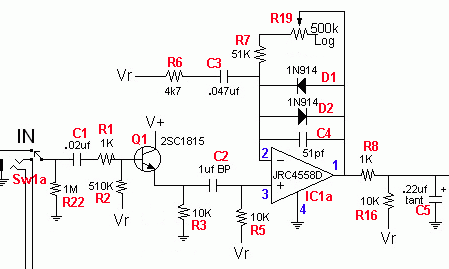 R19
500k
Log
R7
51K
R6
C3
Vr
4k7
.047uf
1N914
D1
1N914
D2
C4
51pf
V+
Q1
2SC1815
IN
C1
.02uf
R1
1K
C2
1uf BP
2
1
R8
1K
JRC4558D
3
4
IC1a
Sw1a
1M
R22
510K
R2
Vr
10K
R3
10K
R5
Vr
10K
R16
Vr
.22uf
tant
+
C5